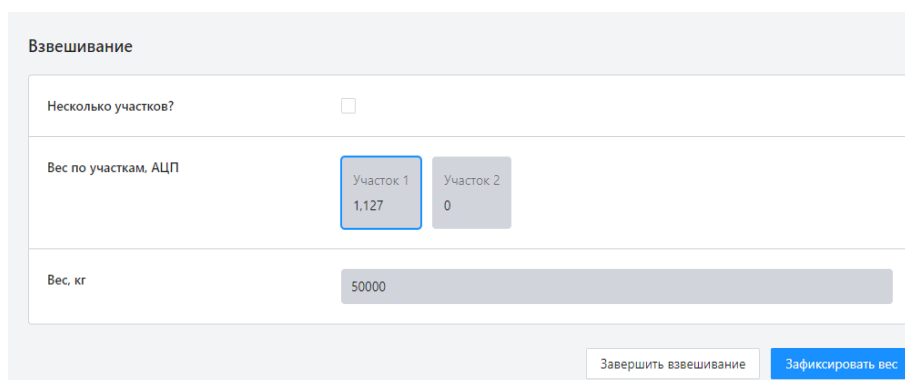 Взвешивание
Несколько участков?
Вес по участкам, АЦП
Участок 1
Участок 2
1,127
0
Вес, кг
50000
Завершить взвешивание
Зафиксировать вес